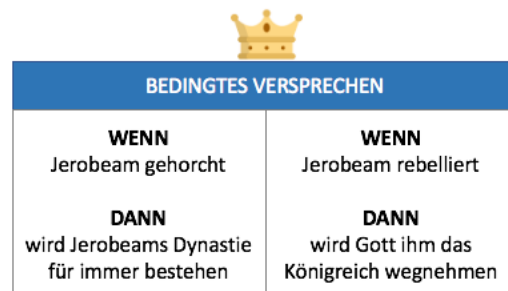 BEDINGTES VERSPRECHEN
WENN
Jerobeam gehorcht
DANN
wird Jerobeams Dynastie
für immer bestehen
WENN
Jerobeam rebelliert
DANN
wird Gott ihm das
Königreich wegnehmen